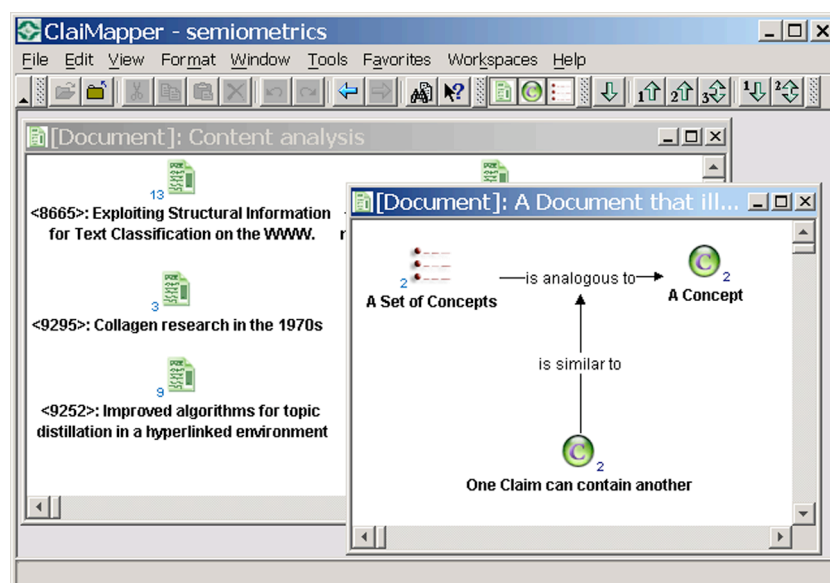 ClaiMapper - semiometrics
File Edit View Format Window Tools Favorites Workspaces Help
[Document]: Content analysis
13
<8665>: Exploiting Structural Information
for Text Classification on the WWW.
3
<9295>: Collagen research in the 1970s
9
<9252>: Improved algorithms for topic
distillation in a hyperlinked environment
[Document]: A Document that ill...
2
A Set of Concepts
is analogous to
C
2
A Concept
is similar to
C
2
One Claim can contain another